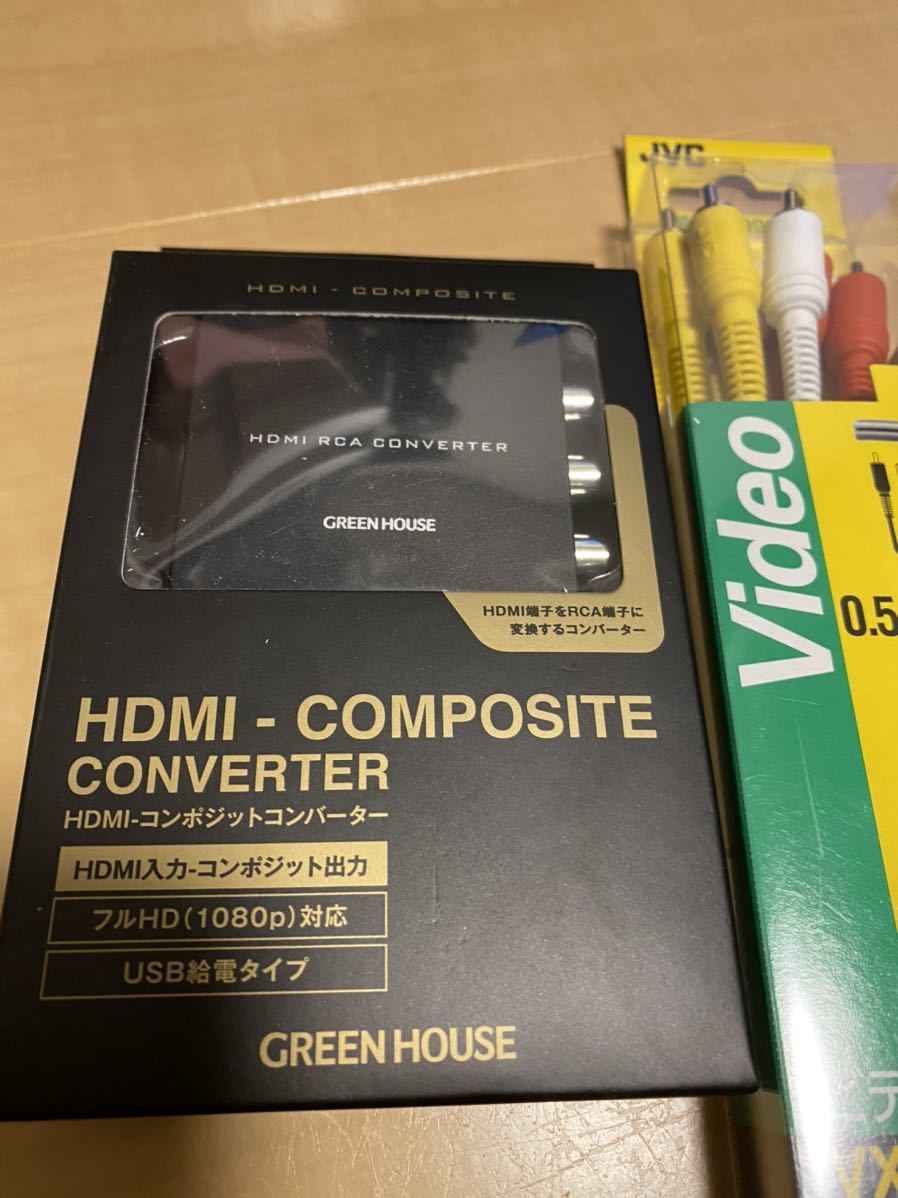 HDMI - COMPOSITE
HDMI RCA CONVERTER
GREEN HOUSE
HDMI端子をRCA端子に
変換するコンバーター
HDMI - COMPOSITE
CONVERTER
HDMI-コンポジットコンバーター
HDMI入力-コンポジット出力
フルHD(1080p)対応
USB給電タイプ
GREEN HOUSE
JVC
Video
0.5
VX